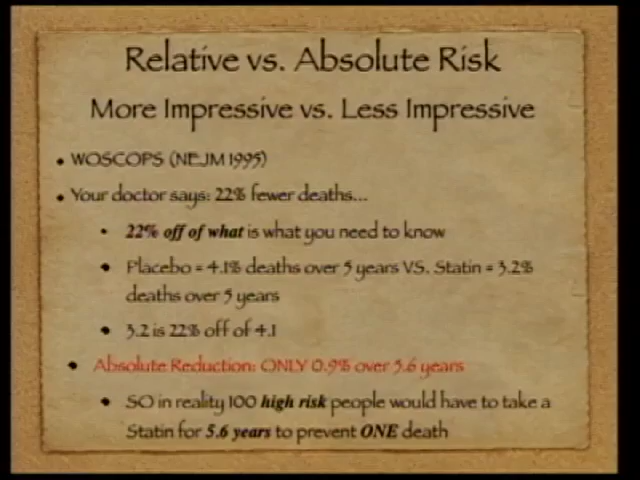 Relative vs. Absolute Risk
More Impressive vs. Less Impressive
• WOSCOPS (NEJM 1995)
• Your doctor says: 22% fewer deaths...
• 22% off of what is what you need to know
• Placebo = 4.1% deaths over 5 years VS. Statin = 3.2%
deaths over 5 years
• 3.2 is 22% off of 4.1
• Absolute Reduction: ONLY 0.9% over 5.6 years
• SO in reality 100 high risk people would have to take a
Statin for 5.6 years to prevent ONE death